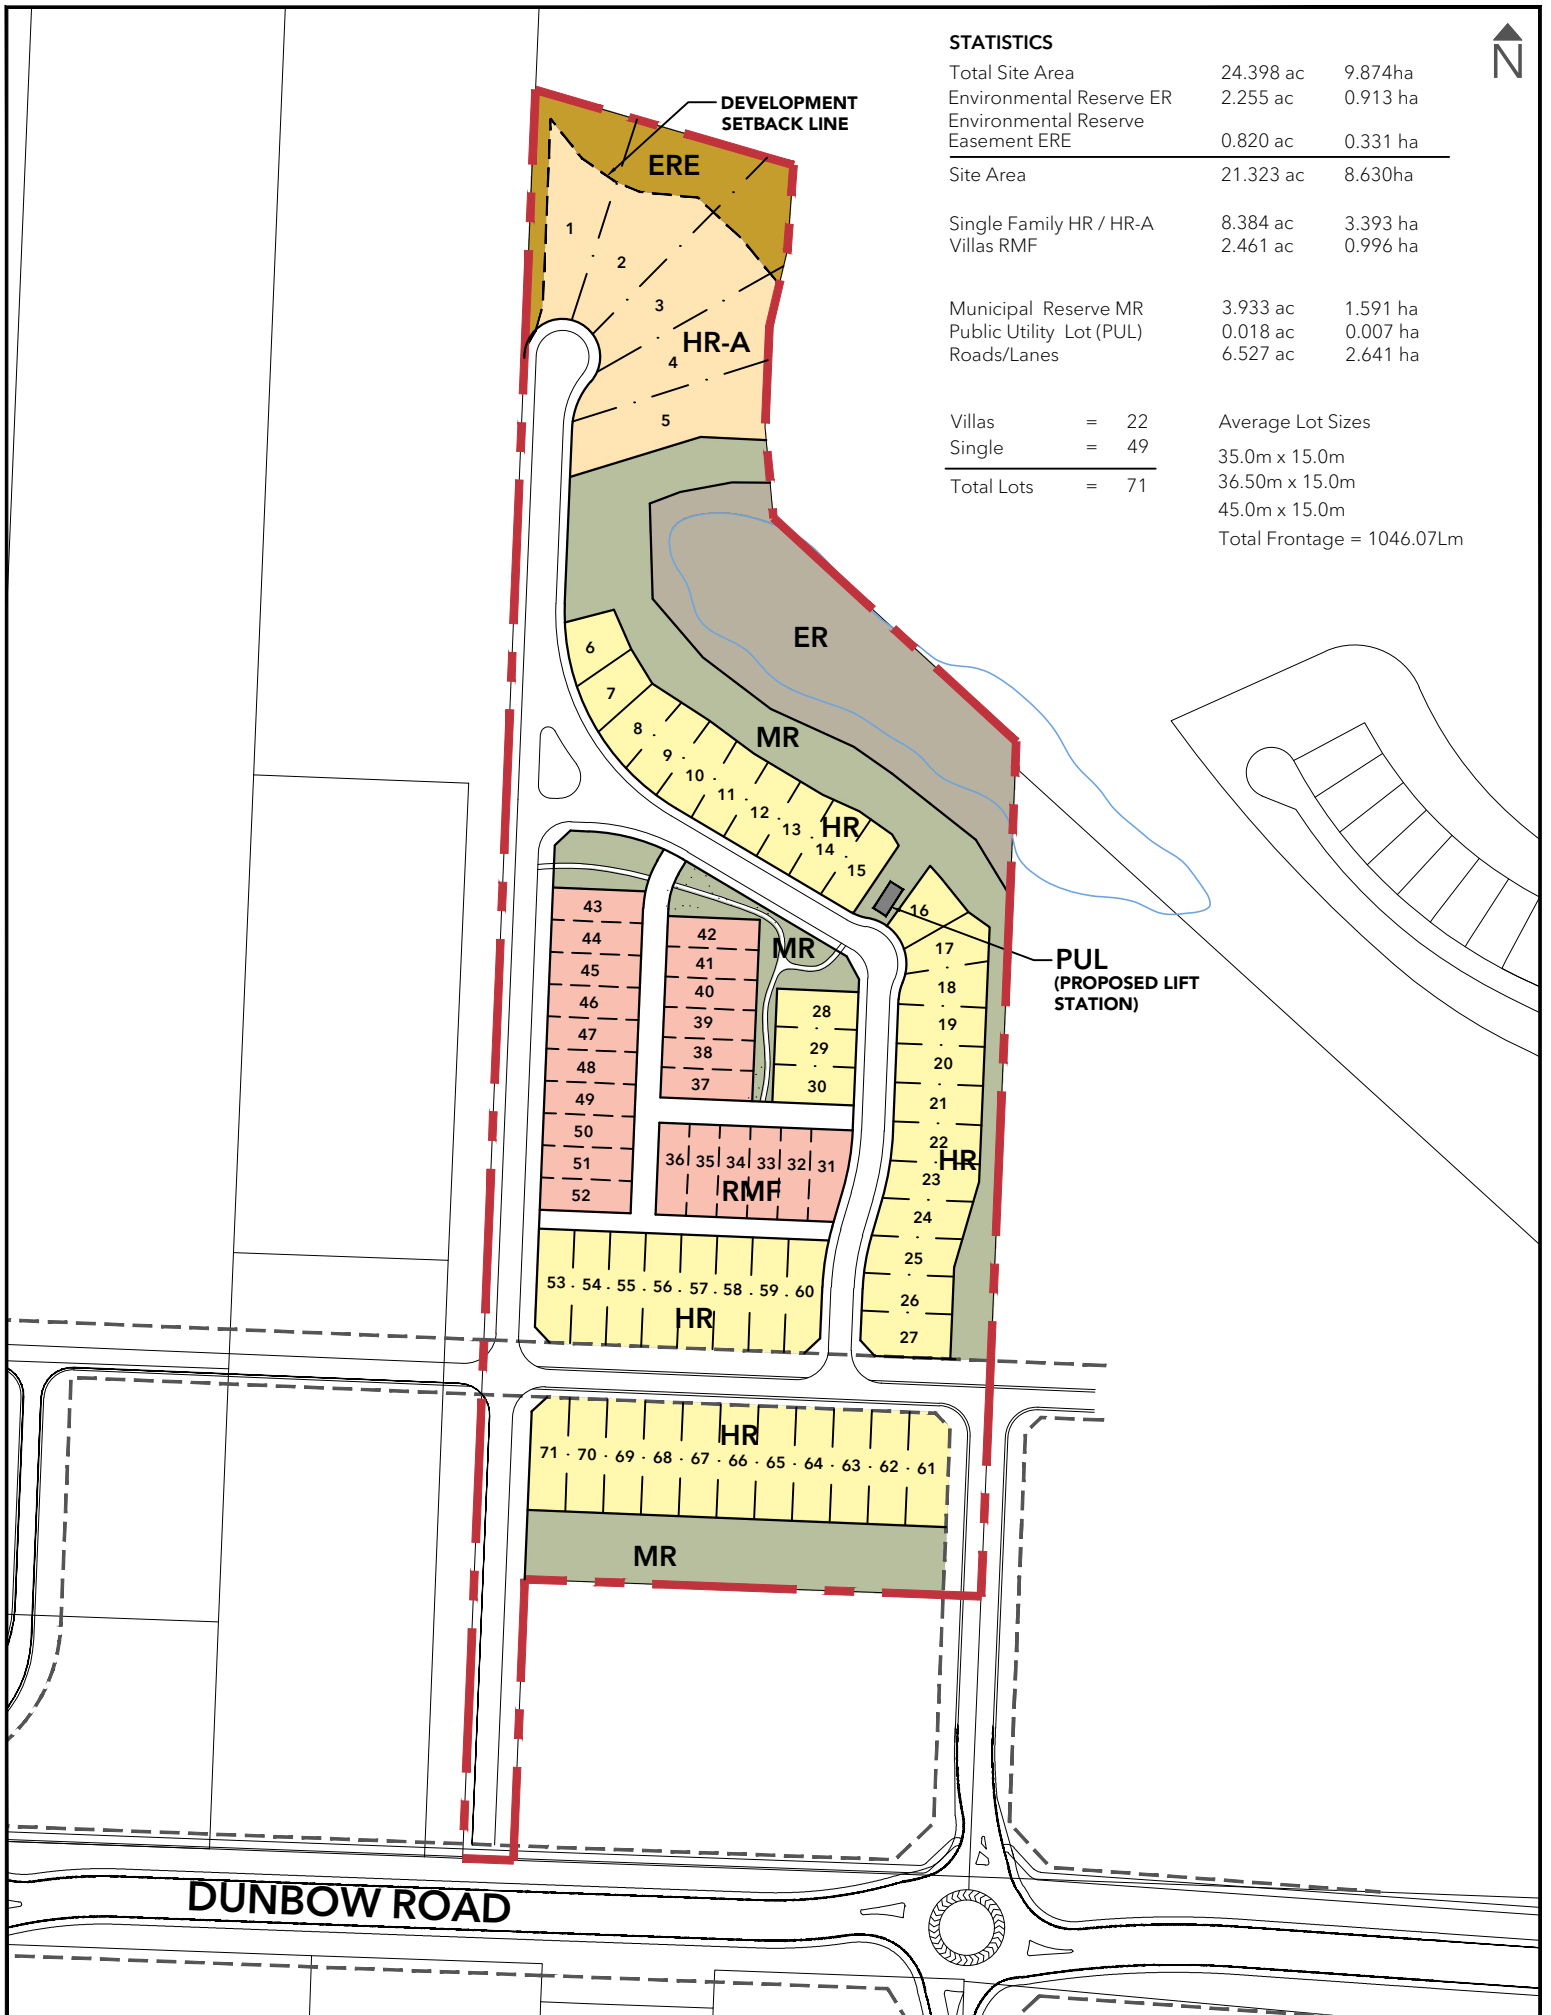 STATISTICS
Total Site Area 24.398 ac 9.874ha
Environmental Reserve ER 2.255 ac 0.913 ha
Environmental Reserve
Easement ERE 0.820 ac 0.331 ha
Site Area 21.323 ac 8.630ha
Single Family HR / HR-A 8.384 ac 3.393 ha
Villas RMF 2.461 ac 0.996 ha
Municipal Reserve MR 3.933 ac 1.591 ha
Public Utility Lot (PUL) 0.018 ac 0.007 ha
Roads/Lanes 6.527 ac 2.641 ha
Villas = 22
Single = 49
Total Lots = 71
Average Lot Sizes
35.0m x 15.0m
36.50m x 15.0m
45.0m x 15.0m
Total Frontage = 1046.07Lm
N
DEVELOPMENT
SETBACK LINE
ERE
1
2
3
HR-A
4
5
ER
6
7
MR
8
9
10
11
12
13
HR
14
15
16
17
18
19
20
21
22
HR
23
24
25
26
27
PUL
(PROPOSED LIFT
STATION)
MR
28
29
30
43
44
45
46
47
48
49
50
51
52
42
41
40
39
38
37
36 35 34 33 32 31
RMF
53 54 55 56 57 58 59 60
HR
HR
71 70 69 68 67 66 65 64 63 62 61
MR
DUNBOW ROAD